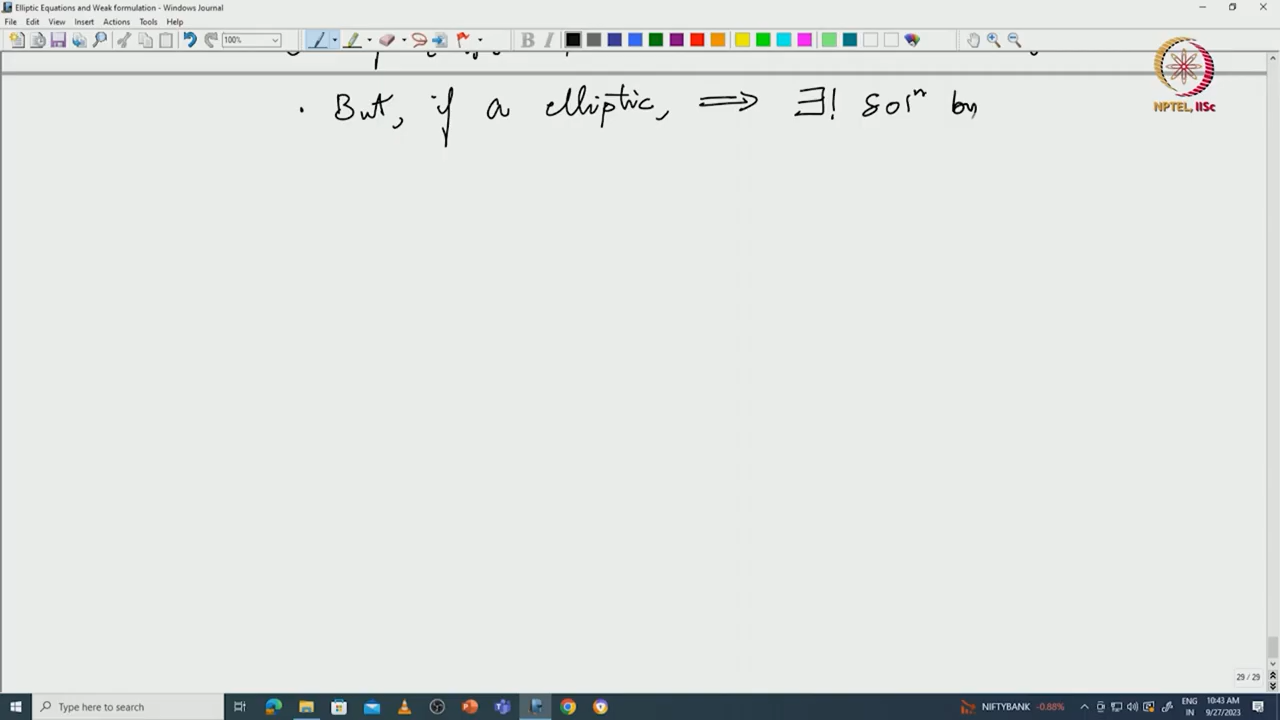 Elliptic Equations and Weak formulation - Windows Journal
File Edit View Insert Actions Tools Help
100%
NPTEL, IISc
. But, if a elliptic, ⟹ ∃! solⁿ by
29 / 29
Type here to search
NIFTYBANK -0.88%
ENG
IN
10:43 AM
9/27/2023